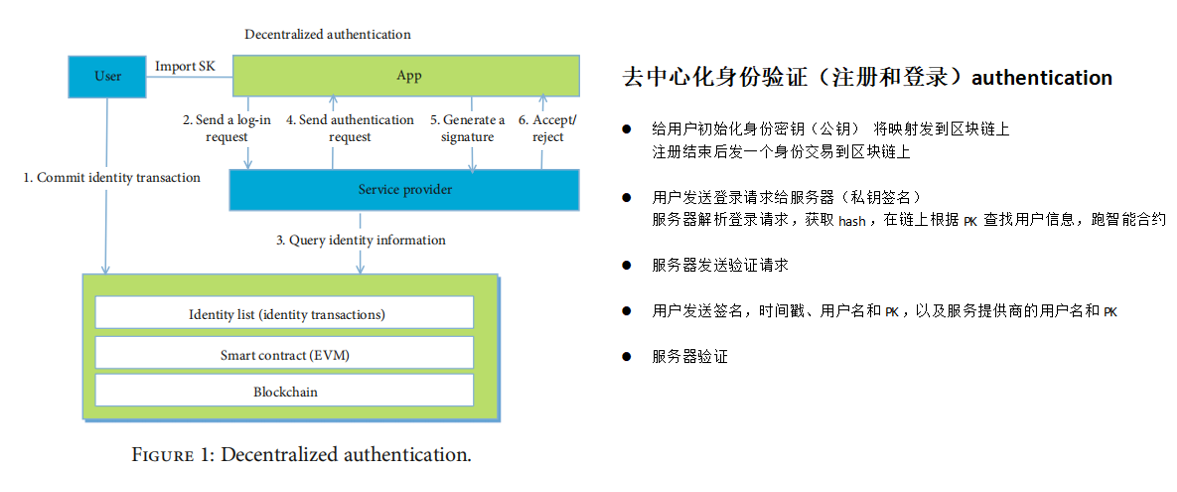 Decentralized authentication
User
Import SK
App
2. Send a log-in
request
4. Send authentication
request
5. Generate a
signature
6. Accept/
reject
1. Commit identity transaction
Service provider
3. Query identity information
Identity list (identity transactions)
Smart contract (EVM)
Blockchain
FIGURE 1: Decentralized authentication.
去中心化身份验证（注册和登录）authentication
● 给用户初始化身份密钥（公钥） 将映射发到区块链上
注册结束后发一个身份交易到区块链上
● 用户发送登录请求给服务器（私钥签名）
服务器解析登录请求，获取 hash，在链上根据 PK 查找用户信息，跑智能合约
● 服务器发送验证请求
● 用户发送签名，时间戳、用户名和 PK，以及服务提供商的用户名和 PK
● 服务器验证